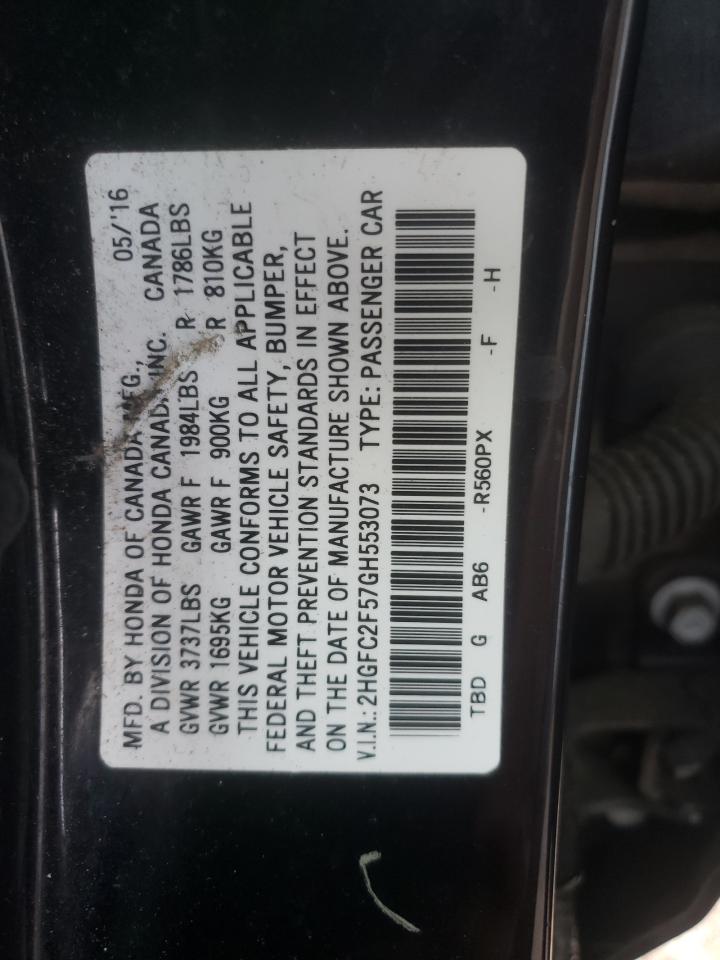 MFD. BY HONDA OF CANADA MFG., 05/'16
A DIVISION OF HONDA CANADA INC. CANADA
GVWR 3737LBS GAWR F 1984LBS R 1786LBS
GVWR 1695KG GAWR F 900KG R 810KG
THIS VEHICLE CONFORMS TO ALL APPLICABLE
FEDERAL MOTOR VEHICLE SAFETY, BUMPER,
AND THEFT PREVENTION STANDARDS IN EFFECT
ON THE DATE OF MANUFACTURE SHOWN ABOVE.
V.I.N.: 2HGFC2F57GH553073 TYPE: PASSENGER CAR
TBD G AB6 -R560PX -F -H